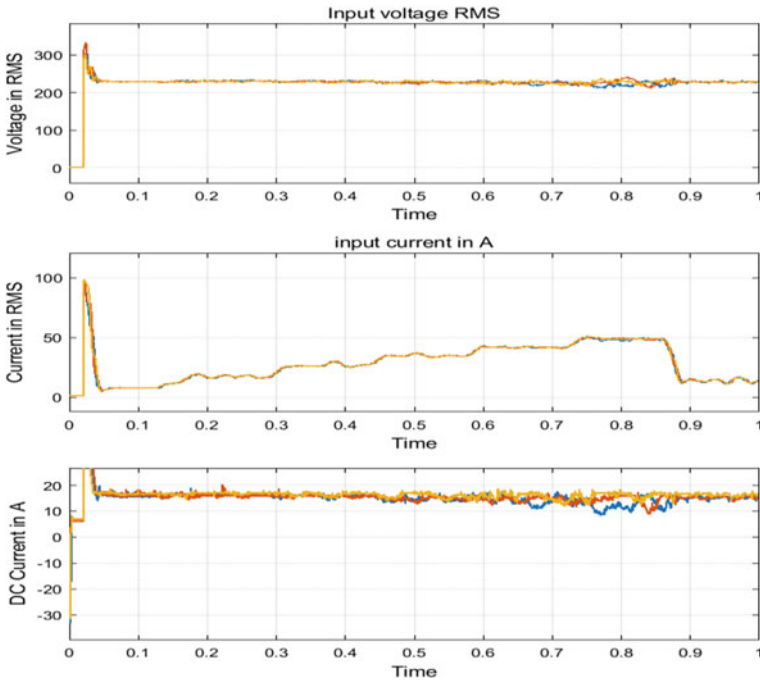 Input voltage RMS
Voltage in RMS
300
200
100
0
0 0.1 0.2 0.3 0.4 0.5 0.6 0.7 0.8 0.9 1
Time
input current in A
Current in RMS
100
50
0
0 0.1 0.2 0.3 0.4 0.5 0.6 0.7 0.8 0.9 1
Time
DC Current in A
20
10
0
-10
-20
-30
0 0.1 0.2 0.3 0.4 0.5 0.6 0.7 0.8 0.9 1
Time